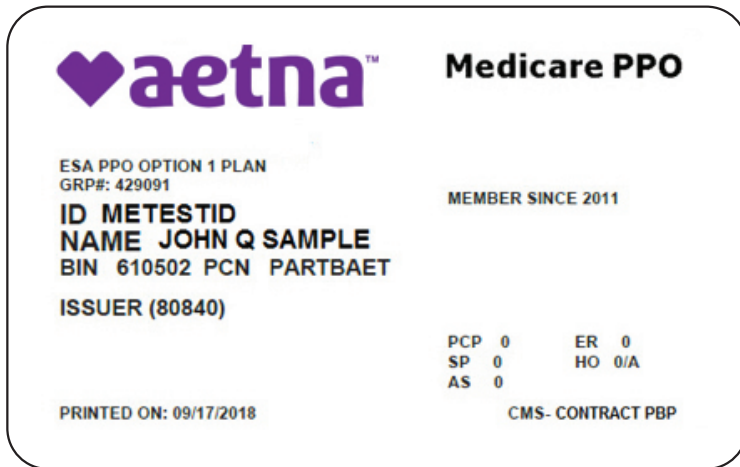 aetna™
Medicare PPO
ESA PPO OPTION 1 PLAN
GRP#: 429091
MEMBER SINCE 2011
ID METESTID
NAME JOHN Q SAMPLE
BIN 610502 PCN PARTBAET
ISSUER (80840)
PCP 0 ER 0
SP 0 HO 0/A
AS 0
PRINTED ON: 09/17/2018
CMS- CONTRACT PBP